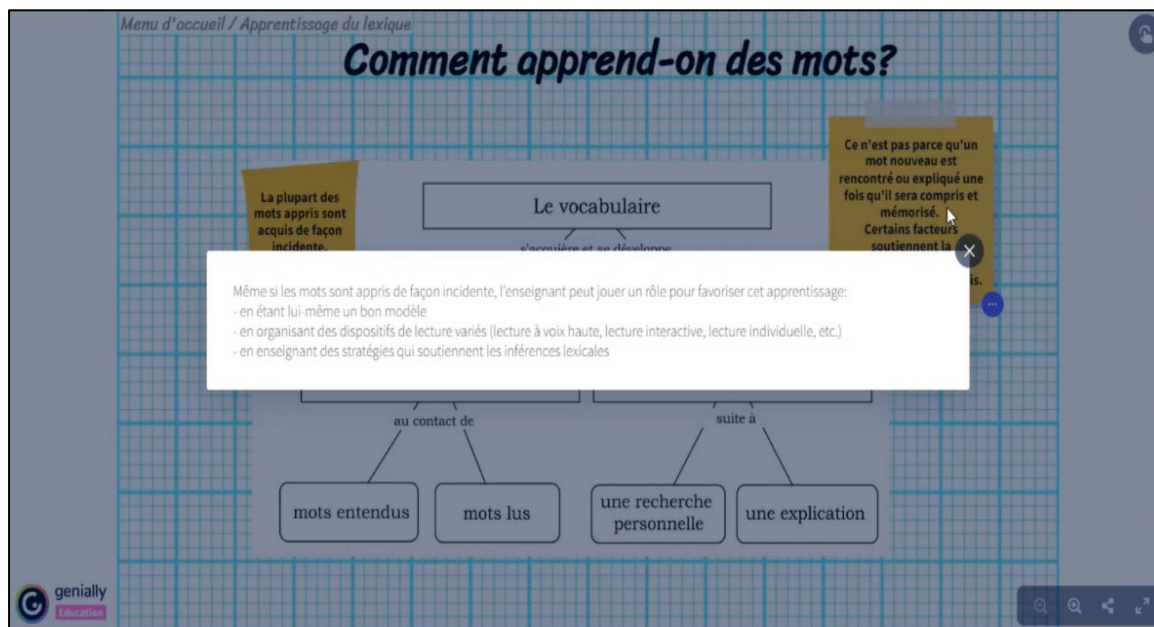 Menu d'accueil / Apprentissage du lexique
Comment apprend-on des mots?
La plupart des
mots appris sont
acquis de façon
incidente.
Le vocabulaire
s'acquière et se développe
Ce n'est pas parce qu'un
mot nouveau est
rencontré ou expliqué une
fois qu'il sera compris et
mémorisé.
Certains facteurs
soutiennent la
is.
Même si les mots sont appris de façon incidente, l'enseignant peut jouer un rôle pour favoriser cet apprentissage:
- en étant lui-même un bon modèle
- en organisant des dispositifs de lecture variés (lecture à voix haute, lecture interactive, lecture individuelle, etc.)
- en enseignant des stratégies qui soutiennent les inférences lexicales
au contact de
suite à
mots entendus
mots lus
une recherche
personnelle
une explication
genially
Education